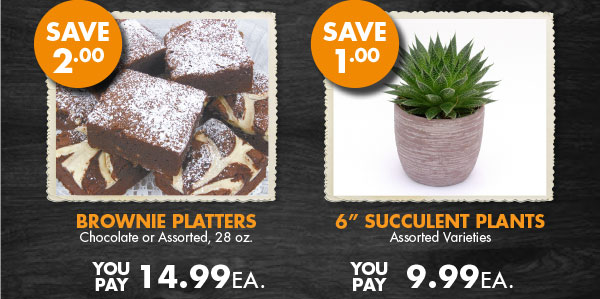 SAVE
2.00
BROWNIE PLATTERS
Chocolate or Assorted, 28 oz.
YOU
PAY 14.99EA.
SAVE
1.00
6” SUCCULENT PLANTS
Assorted Varieties
YOU
PAY 9.99EA.